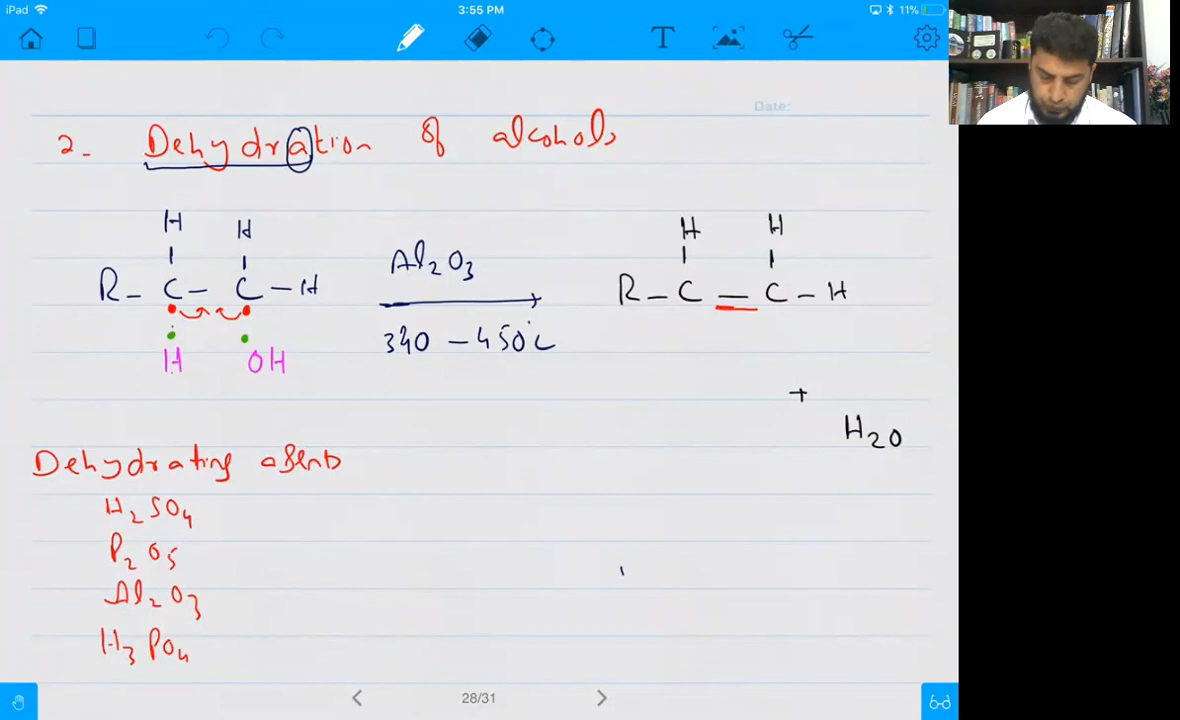 iPad 3:55 PM 11%
T
Date:
2. Dehydration of alcohols
H H H H
R - C - C - H Al2O3 R - C = C - H
340 - 450°C
H OH
+
H2O
Dehydrating agents
H2SO4
P2O5
Al2O3
H3PO4
28/31